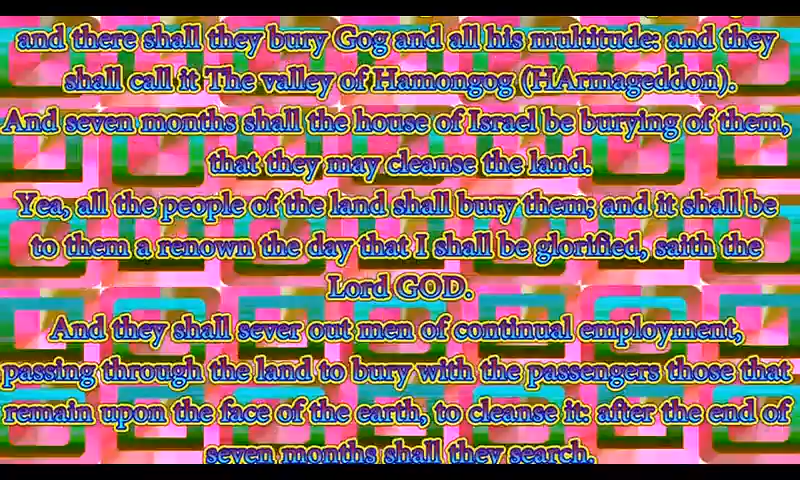 and there shall they bury Gog and all his multitude: and they
shall call it The valley of Hamongog (HArmageddon).
And seven months shall the house of Israel be burying of them,
that they may cleanse the land.
Yea, all the people of the land shall bury them; and it shall be
to them a renown the day that I shall be glorified, saith the
Lord GOD.
And they shall sever out men of continual employment,
passing through the land to bury with the passengers those that
remain upon the face of the earth, to cleanse it: after the end of
seven months shall they search.